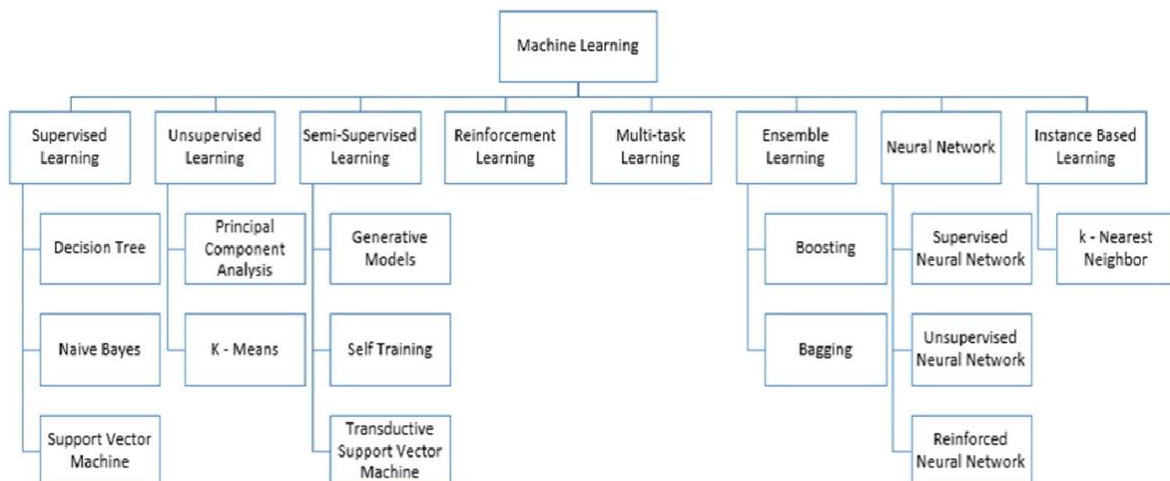 Machine Learning
Supervised
Learning
Unsupervised
Learning
Semi-Supervised
Learning
Reinforcement
Learning
Multi-task
Learning
Ensemble
Learning
Neural Network
Instance Based
Learning
Decision Tree
Naive Bayes
Support Vector
Machine
Principal
Component
Analysis
K - Means
Generative
Models
Self Training
Transductive
Support Vector
Machine
Boosting
Bagging
Supervised
Neural Network
Unsupervised
Neural Network
Reinforced
Neural Network
k - Nearest
Neighbor